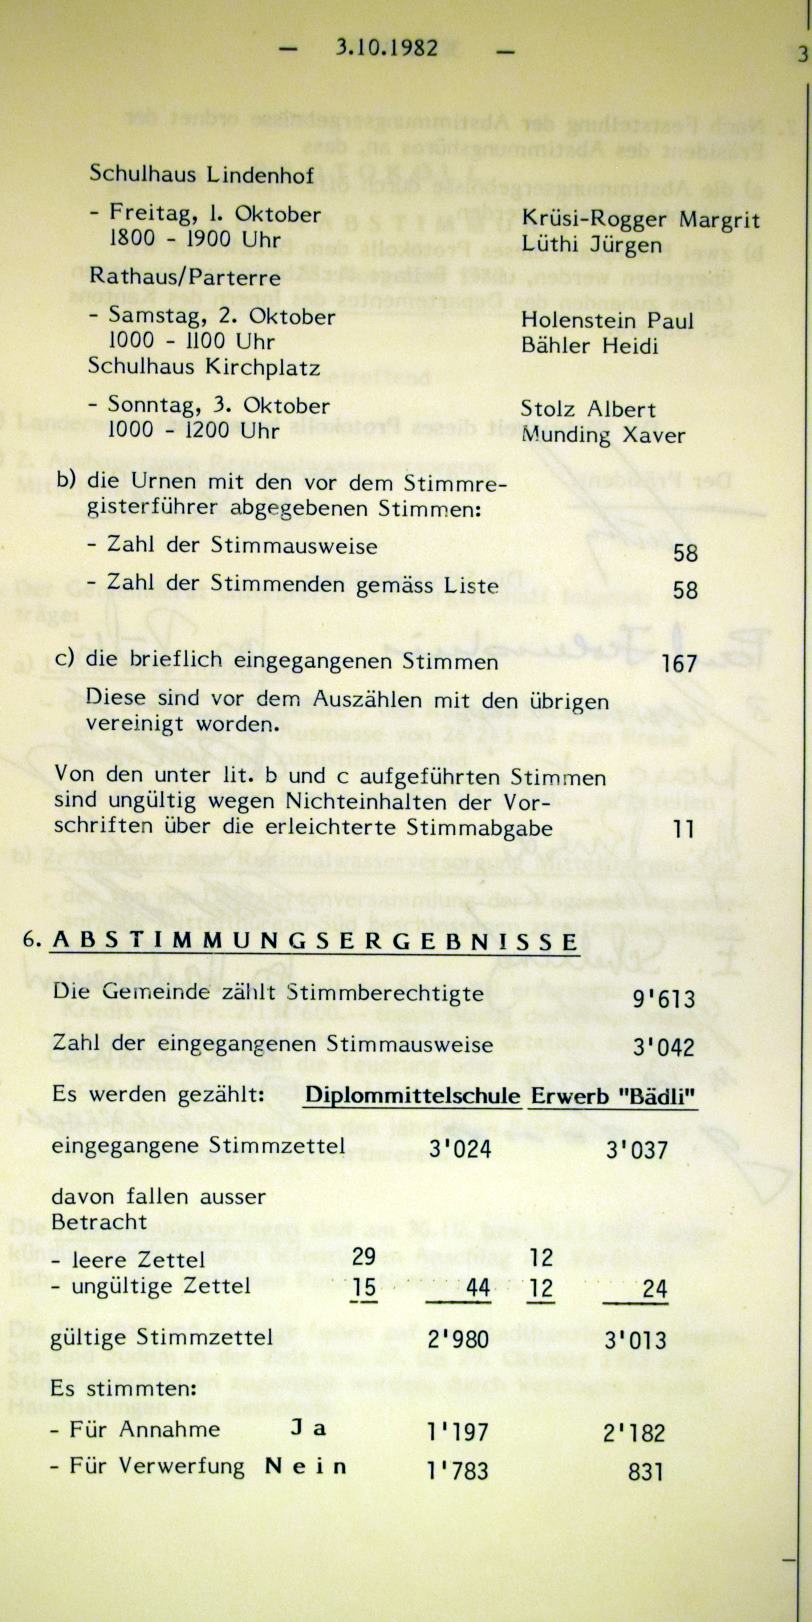 — 3.10.1982 —
3
Schulhaus Lindenhof
- Freitag, 1. Oktober Krüsi-Rogger Margrit
1800 - 1900 Uhr Lüthi Jürgen
Rathaus/Parterre
- Samstag, 2. Oktober Holenstein Paul
1000 - 1100 Uhr Bähler Heidi
Schulhaus Kirchplatz
- Sonntag, 3. Oktober Stolz Albert
1000 - 1200 Uhr Munding Xaver
b) die Urnen mit den vor dem Stimmre-
gisterführer abgegebenen Stimmen:
- Zahl der Stimmausweise 58
- Zahl der Stimmenden gemäss Liste 58
c) die brieflich eingegangenen Stimmen 167
Diese sind vor dem Auszählen mit den übrigen
vereinigt worden.
Von den unter lit. b und c aufgeführten Stimmen
sind ungültig wegen Nichteinhalten der Vor-
schriften über die erleichterte Stimmabgabe 11
6. ABSTIMMUNGSERGEBNISSE
Die Gemeinde zählt Stimmberechtigte 9'613
Zahl der eingegangenen Stimmausweise 3'042
Es werden gezählt: Diplommittelschule Erwerb "Bädli"
eingegangene Stimmzettel 3'024 3'037
davon fallen ausser
Betracht
- leere Zettel 29 12
- ungültige Zettel 15 44 12 24
gültige Stimmzettel 2'980 3'013
Es stimmten:
- Für Annahme Ja 1'197 2'182
- Für Verwerfung Nein 1'783 831